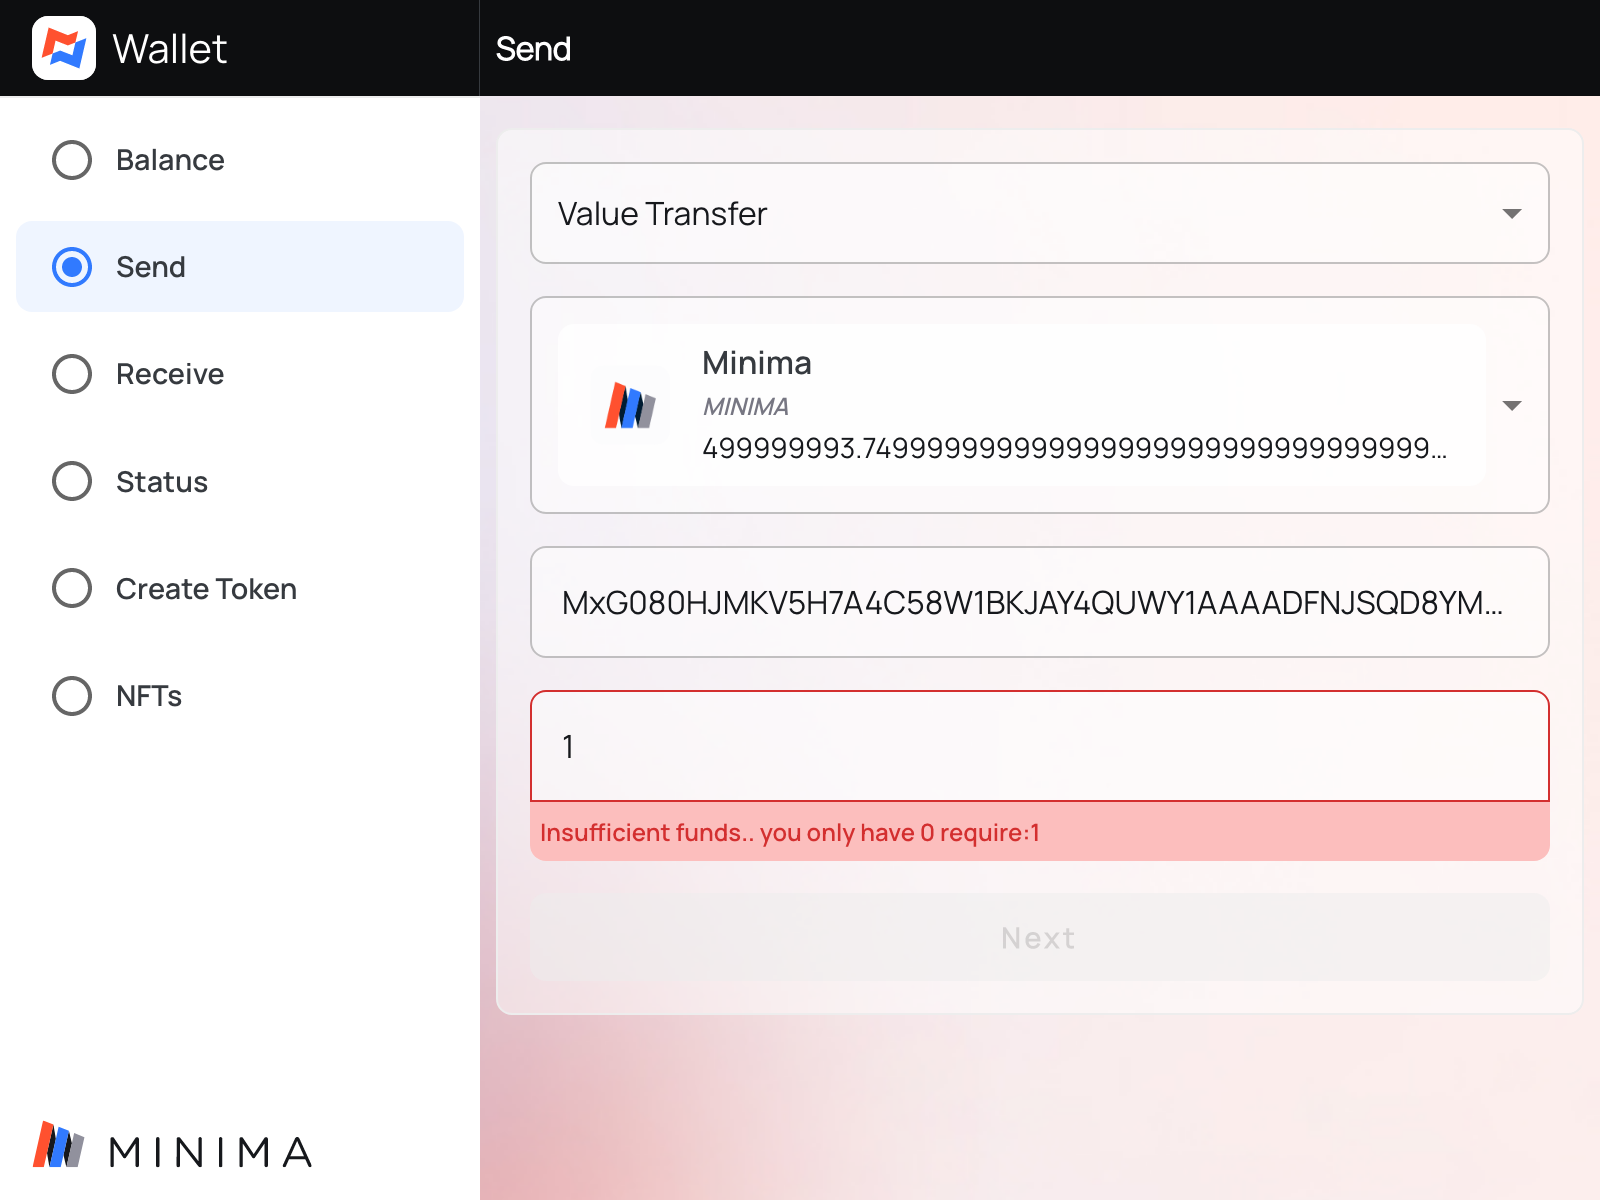 Wallet
Send
Balance
Send
Receive
Status
Create Token
NFTs
MINIMA
Value Transfer
Minima
MINIMA
499999993.749999999999999999999999999999...
MxG080HJMKV5H7A4C58W1BKJAY4QUWY1AAAADFNJSQD8YM...
1
Insufficient funds.. you only have 0 require:1
Next